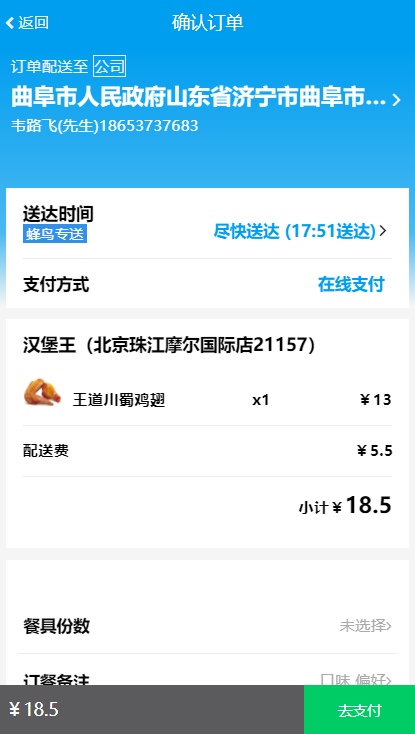 返回 确认订单
订单配送至 公司
曲阜市人民政府山东省济宁市曲阜市...
韦路飞(先生)18653737683
送达时间
蜂鸟专送 尽快送达 (17:51送达)
支付方式 在线支付
汉堡王（北京珠江摩尔国际店21157）
王道川蜀鸡翅 x1 ¥13
配送费 ¥5.5
小计¥18.5
餐具份数 未选择
订餐备注 口味 偏好
¥18.5 去支付